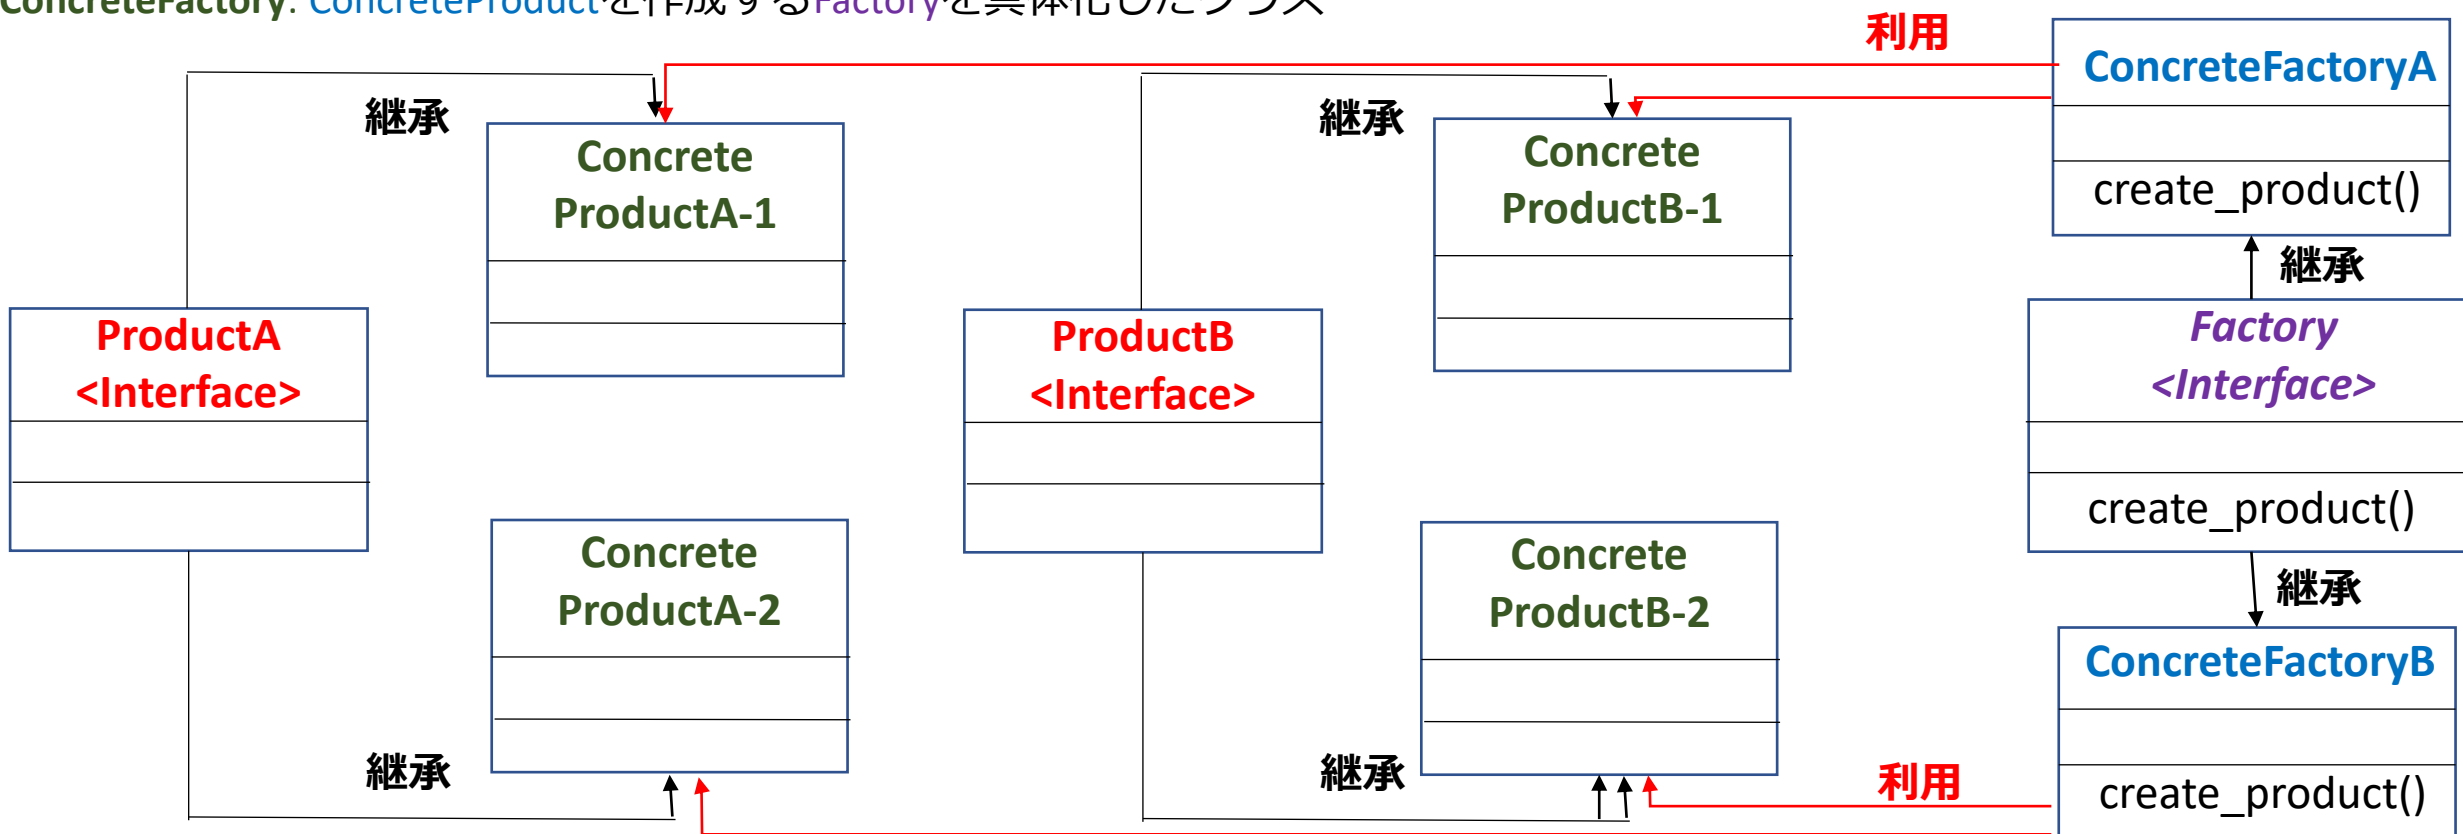 ConcreteFactory: ConcreteProductを作成するFactoryを具体化したクラス
利用
ConcreteFactoryA
create_product()
継承
継承
Concrete
ProductA-1
Concrete
ProductB-1
継承
ProductA
<Interface>
ProductB
<Interface>
Factory
<Interface>
create_product()
Concrete
ProductA-2
Concrete
ProductB-2
継承
ConcreteFactoryB
create_product()
継承
継承
利用